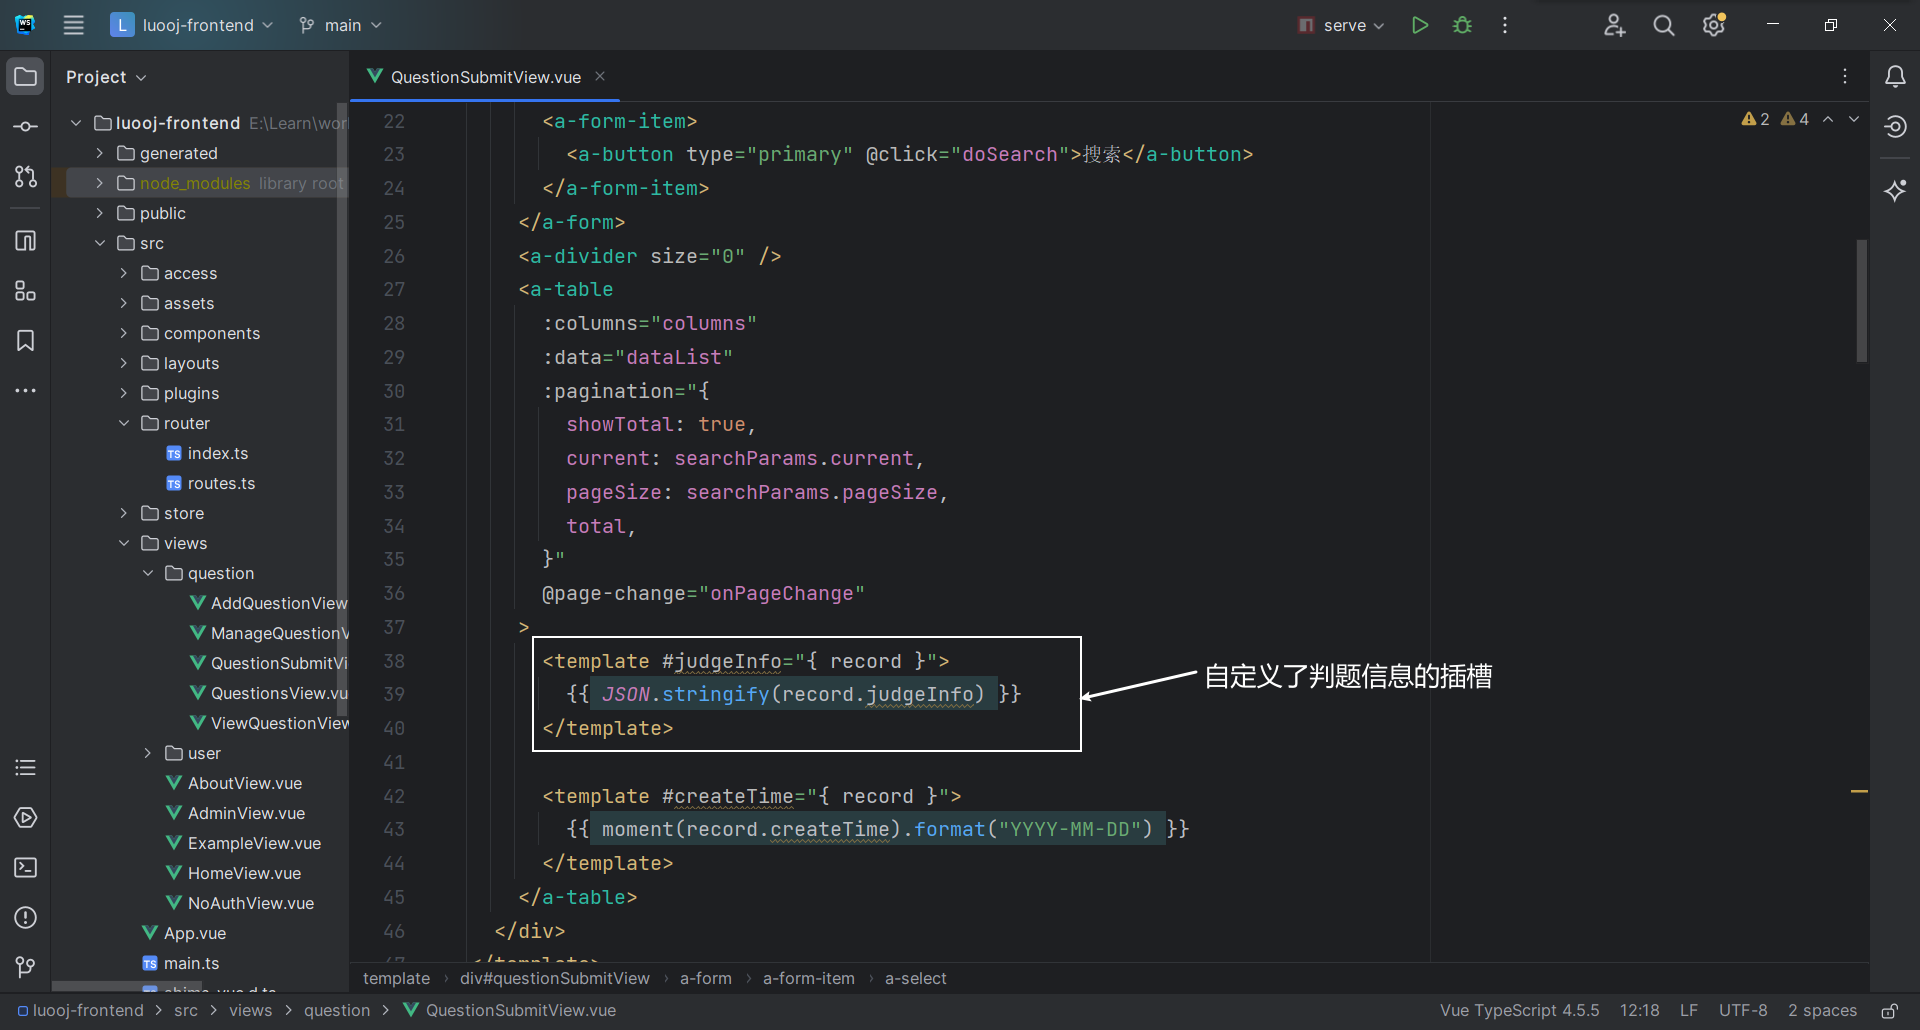 L luooj-frontend main serve
Project
luooj-frontend E:\Learn\wor
generated
node_modules library root
public
src
access
assets
components
layouts
plugins
router
index.ts
routes.ts
store
views
question
AddQuestionView
ManageQuestionV
QuestionSubmitVi
QuestionsView.vu
ViewQuestionView
user
AboutView.vue
AdminView.vue
ExampleView.vue
HomeView.vue
NoAuthView.vue
App.vue
main.ts
QuestionSubmitView.vue
2 4
22 <a-form-item>
23 <a-button type="primary" @click="doSearch">搜索</a-button>
24 </a-form-item>
25 </a-form>
26 <a-divider size="0" />
27 <a-table
28 :columns="columns"
29 :data="dataList"
30 :pagination="{
31 showTotal: true,
32 current: searchParams.current,
33 pageSize: searchParams.pageSize,
34 total,
35 }"
36 @page-change="onPageChange"
37 >
38 <template #judgeInfo="{ record }">
39 {{ JSON.stringify(record.judgeInfo) }}
40 </template>
41
42 <template #createTime="{ record }">
43 {{ moment(record.createTime).format("YYYY-MM-DD") }}
44 </template>
45 </a-table>
46 </div>
自定义了判题信息的插槽
template › div#questionSubmitView › a-form › a-form-item › a-select
luooj-frontend > src > views > question > QuestionSubmitView.vue
Vue TypeScript 4.5.5 12:18 LF UTF-8 2 spaces